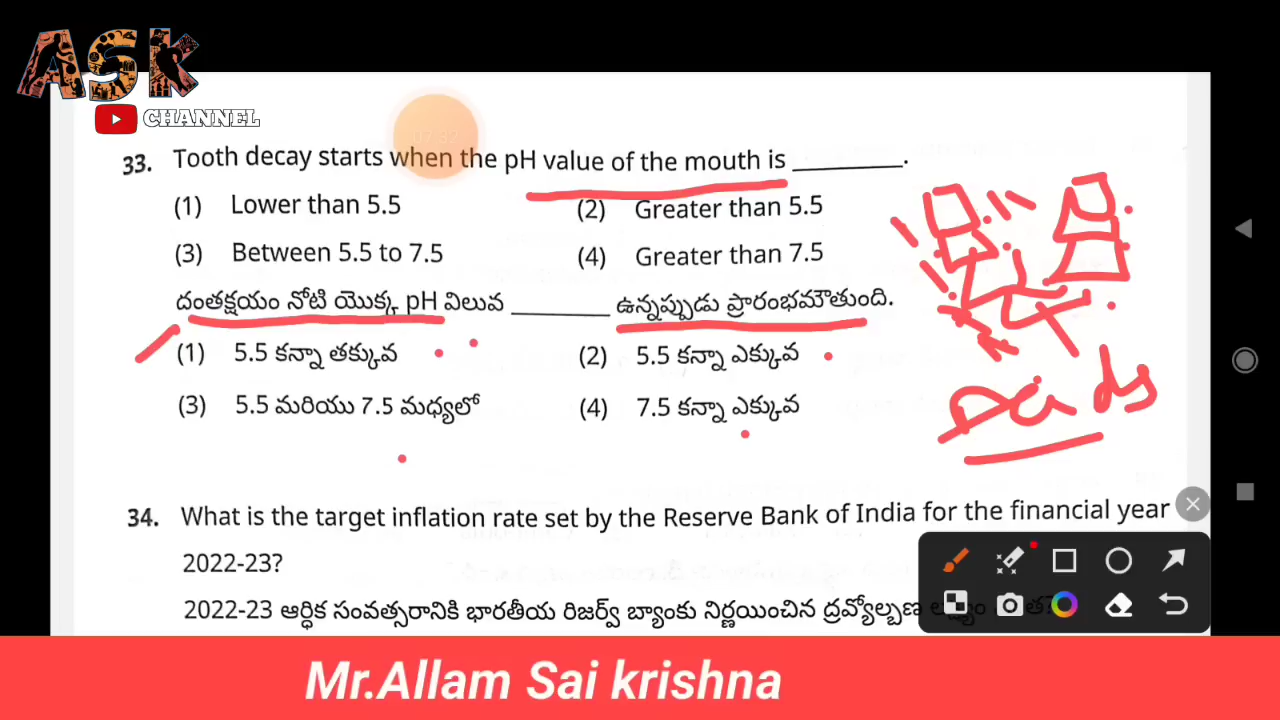 ASK
CHANNEL
07:32
33. Tooth decay starts when the pH value of the mouth is ________.
(1) Lower than 5.5 (2) Greater than 5.5
(3) Between 5.5 to 7.5 (4) Greater than 7.5
దంతక్షయం నోటి యొక్క pH విలువ ________ ఉన్నప్పుడు ప్రారంభమౌతుంది.
(1) 5.5 కన్నా తక్కువ (2) 5.5 కన్నా ఎక్కువ
(3) 5.5 మరియు 7.5 మధ్యలో (4) 7.5 కన్నా ఎక్కువ
34. What is the target inflation rate set by the Reserve Bank of India for the financial year
2022-23?
2022-23 ఆర్థిక సంవత్సరానికి భారతీయ రిజర్వ్ బ్యాంకు నిర్ణయించిన ద్రవ్యోల్బణ
Mr.Allam Sai krishna